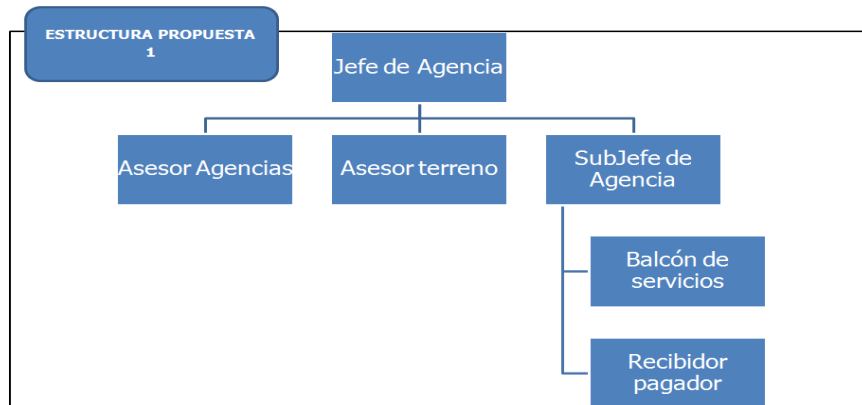 ESTRUCTURA PROPUESTA
1
Jefe de Agencia
Asesor Agencias
Asesor terreno
SubJefe de
Agencia
Balcón de
servicios
Recibidor
pagador